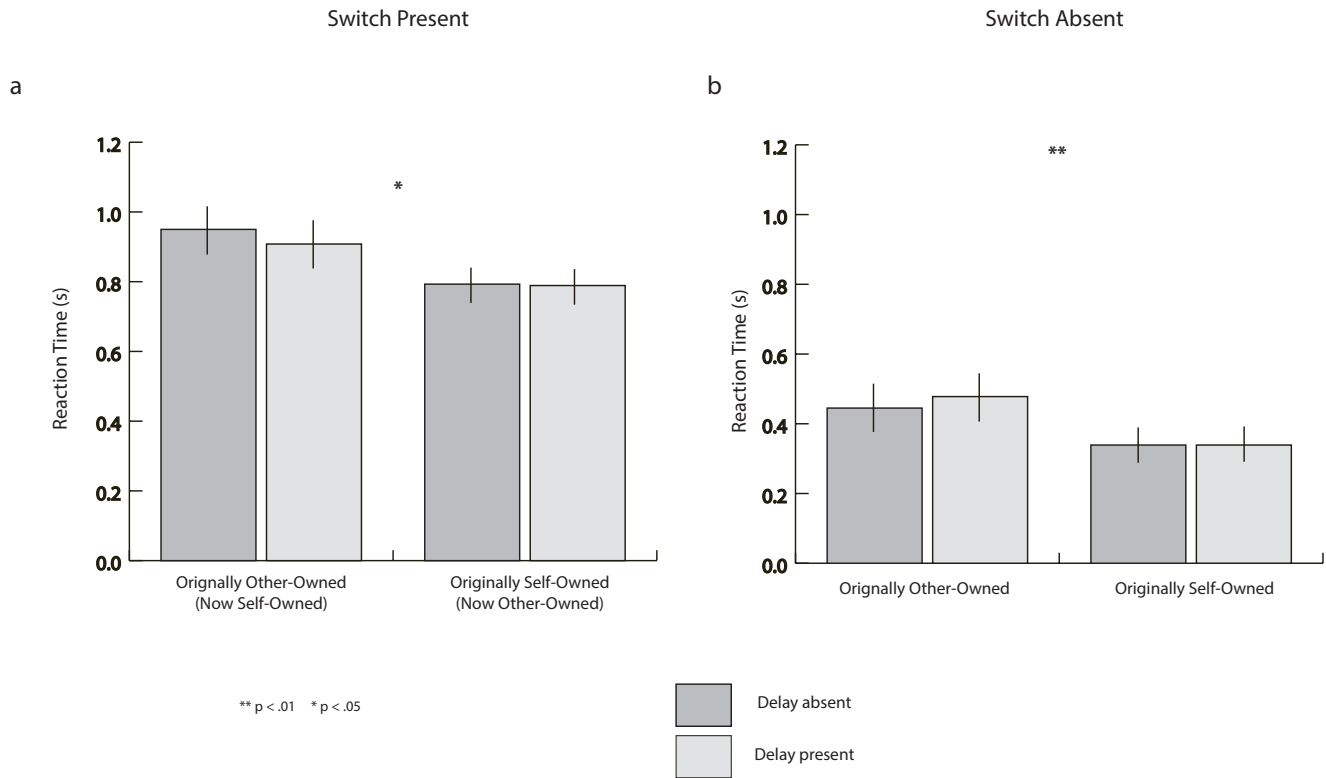 Switch Present
Switch Absent
a
b
1.2
1.0
0.8
0.6
0.4
0.2
0.0
Reaction Time (s)
*
Orignally Other-Owned
(Now Self-Owned)
Originally Self-Owned
(Now Other-Owned)
1.2
1.0
0.8
0.6
0.4
0.2
0.0
Reaction Time (s)
**
Orignally Other-Owned
Originally Self-Owned
** p < .01 * p < .05
Delay absent
Delay present